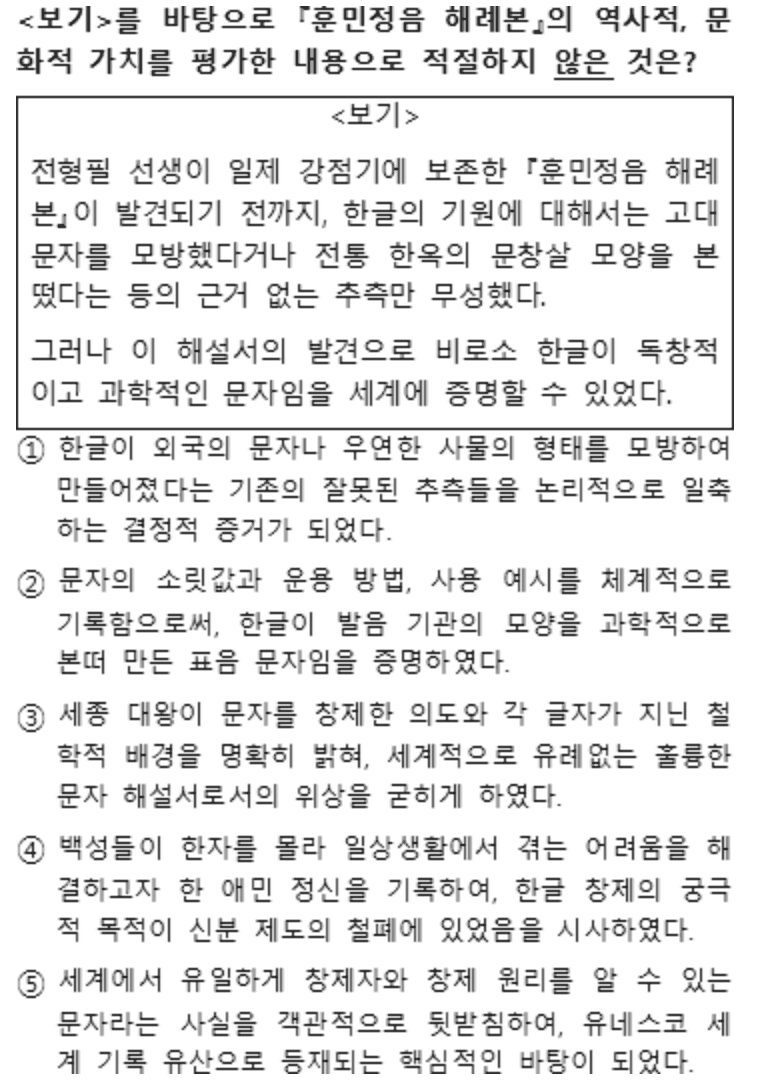 <보기>를 바탕으로 『훈민정음 해례본』의 역사적, 문
화적 가치를 평가한 내용으로 적절하지 않은 것은?
<보기>
전형필 선생이 일제 강점기에 보존한 『훈민정음 해례
본』이 발견되기 전까지, 한글의 기원에 대해서는 고대
문자를 모방했다거나 전통 한옥의 문창살 모양을 본
떴다는 등의 근거 없는 추측만 무성했다.
그러나 이 해설서의 발견으로 비로소 한글이 독창적
이고 과학적인 문자임을 세계에 증명할 수 있었다.
① 한글이 외국의 문자나 우연한 사물의 형태를 모방하여
만들어졌다는 기존의 잘못된 추측들을 논리적으로 일축
하는 결정적 증거가 되었다.
② 문자의 소릿값과 운용 방법, 사용 예시를 체계적으로
기록함으로써, 한글이 발음 기관의 모양을 과학적으로
본떠 만든 표음 문자임을 증명하였다.
③ 세종 대왕이 문자를 창제한 의도와 각 글자가 지닌 철
학적 배경을 명확히 밝혀, 세계적으로 유례없는 훌륭한
문자 해설서로서의 위상을 굳히게 하였다.
④ 백성들이 한자를 몰라 일상생활에서 겪는 어려움을 해
결하고자 한 애민 정신을 기록하여, 한글 창제의 궁극
적 목적이 신분 제도의 철폐에 있었음을 시사하였다.
⑤ 세계에서 유일하게 창제자와 창제 원리를 알 수 있는
문자라는 사실을 객관적으로 뒷받침하여, 유네스코 세
계 기록 유산으로 등재되는 핵심적인 바탕이 되었다.